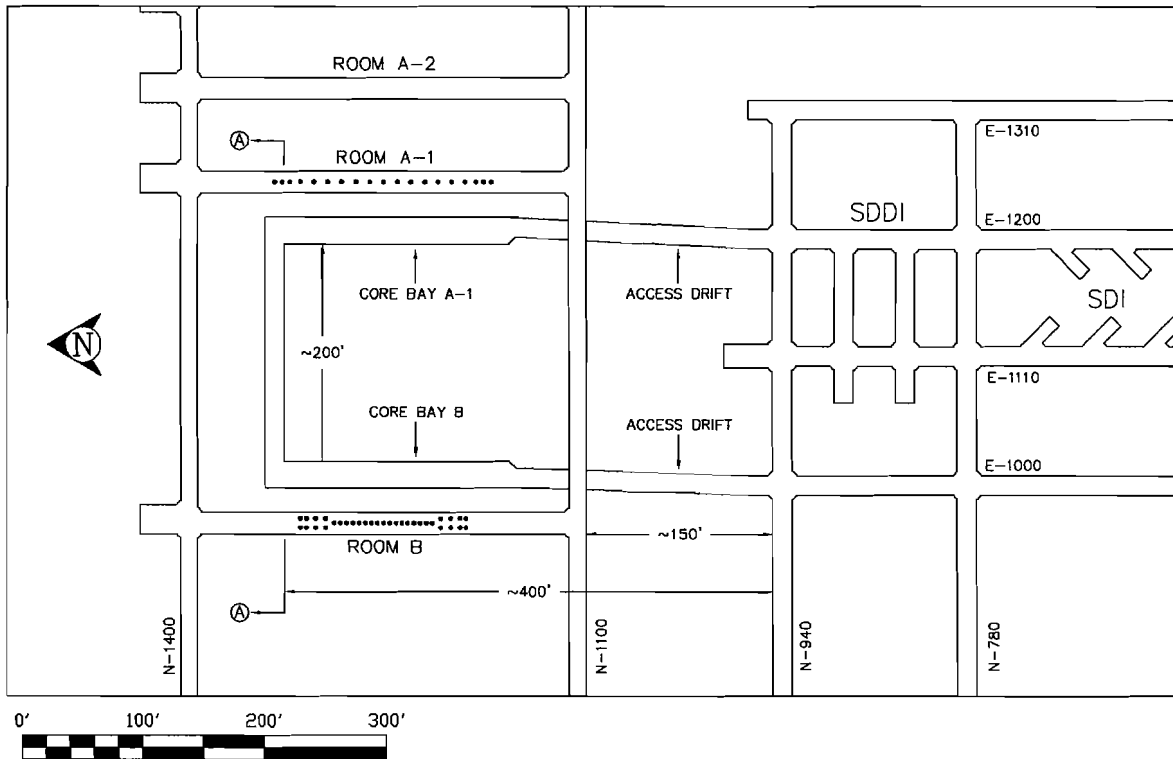 ROOM A-2
E-1310
A
ROOM A-1
SDDI
E-1200
CORE BAY A-1
ACCESS DRIFT
SDI
N
~200'
E-1110
CORE BAY B
ACCESS DRIFT
E-1000
~150'
ROOM B
~400'
A
N-1400
N-1100
N-940
N-780
0' 100' 200' 300'